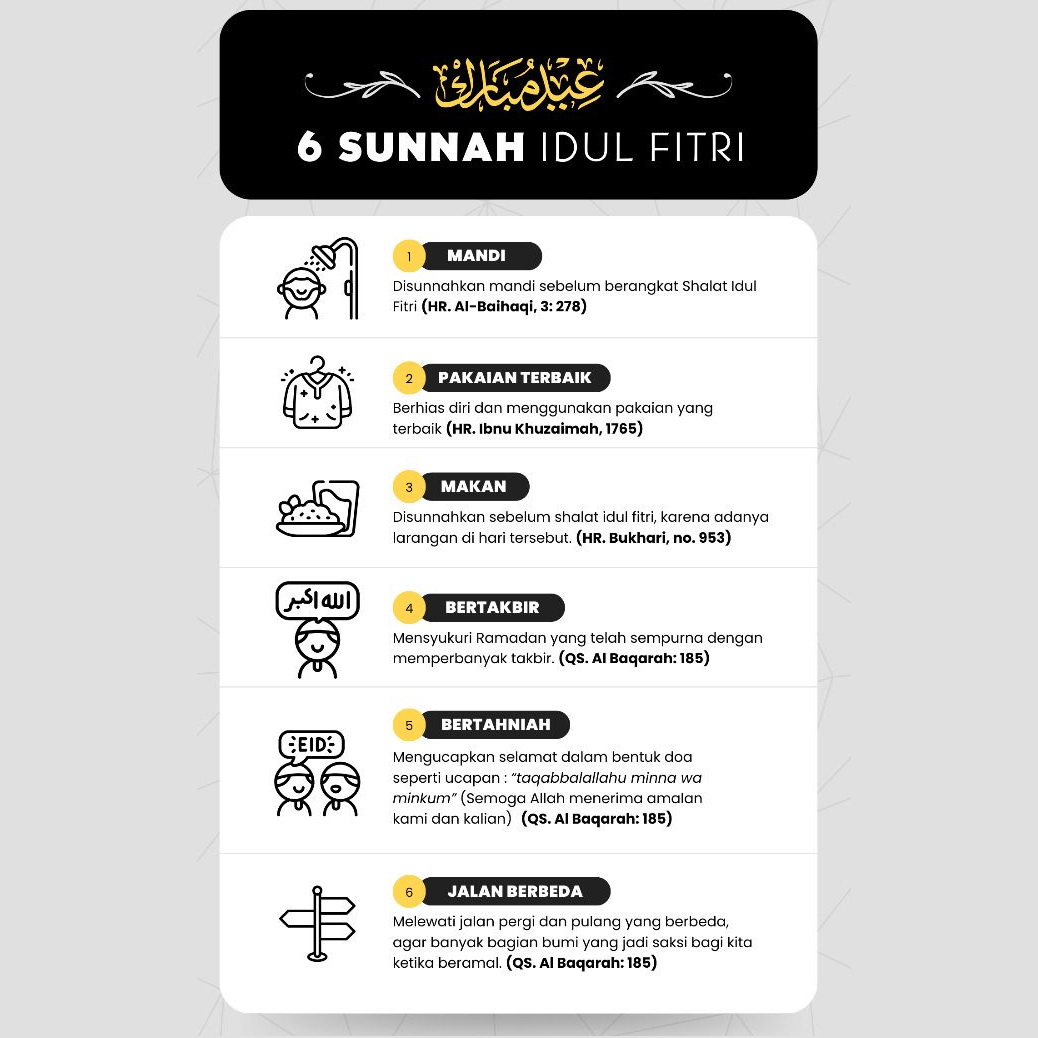 عيد مبارك
6 SUNNAH IDUL FITRI
1 MANDI
Disunnahkan mandi sebelum berangkat Shalat Idul
Fitri (HR. Al-Baihaqi, 3: 278)
2 PAKAIAN TERBAIK
Berhias diri dan menggunakan pakaian yang
terbaik (HR. Ibnu Khuzaimah, 1765)
3 MAKAN
Disunnahkan sebelum shalat idul fitri, karena adanya
larangan di hari tersebut. (HR. Bukhari, no. 953)
الله اكبر
4 BERTAKBIR
Mensyukuri Ramadan yang telah sempurna dengan
memperbanyak takbir. (QS. Al Baqarah: 185)
EID
5 BERTAHNIAH
Mengucapkan selamat dalam bentuk doa
seperti ucapan : “taqabbalallahu minna wa
minkum” (Semoga Allah menerima amalan
kami dan kalian) (QS. Al Baqarah: 185)
6 JALAN BERBEDA
Melewati jalan pergi dan pulang yang berbeda,
agar banyak bagian bumi yang jadi saksi bagi kita
ketika beramal. (QS. Al Baqarah: 185)